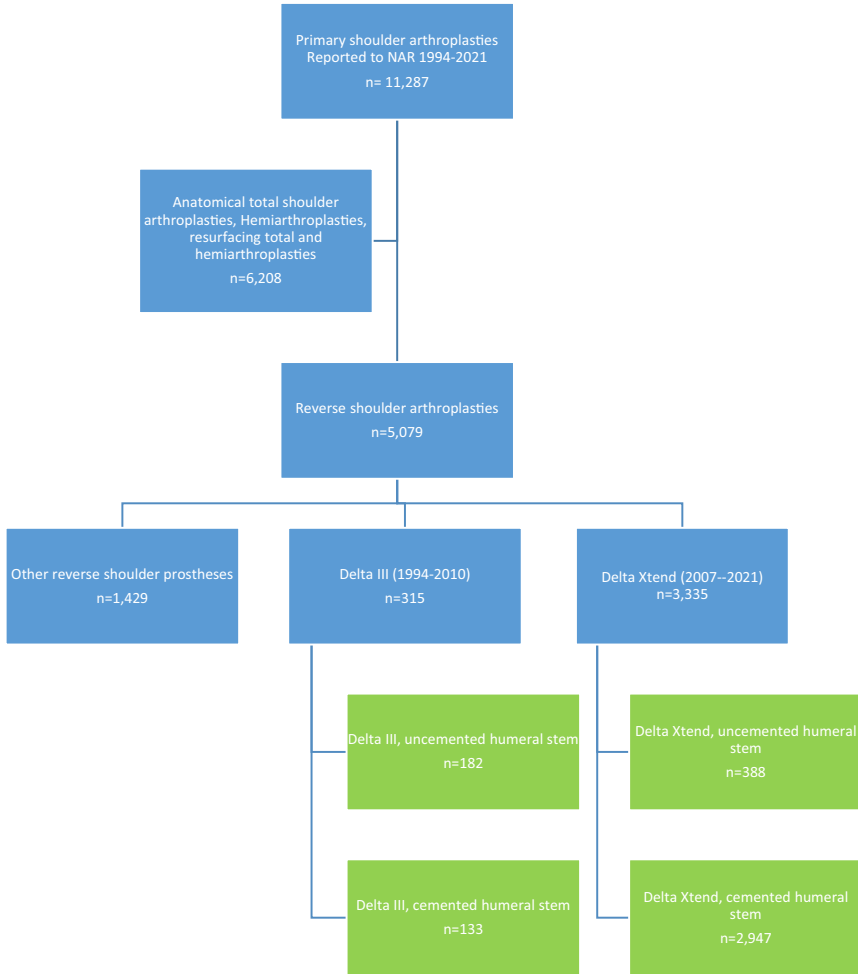 Primary shoulder arthroplasties
Reported to NAR 1994-2021
n= 11,287
Anatomical total shoulder
arthroplasties, Hemiarthroplasties,
resurfacing total and
hemiarthroplasties
n=6,208
Reverse shoulder arthroplasties
n=5,079
Other reverse shoulder prostheses
n=1,429
Delta III (1994-2010)
n=315
Delta Xtend (2007--2021)
n=3,335
Delta III, uncemented humeral stem
n=182
Delta Xtend, uncemented humeral
stem
n=388
Delta III, cemented humeral stem
n=133
Delta Xtend, cemented humeral
stem
n=2,947